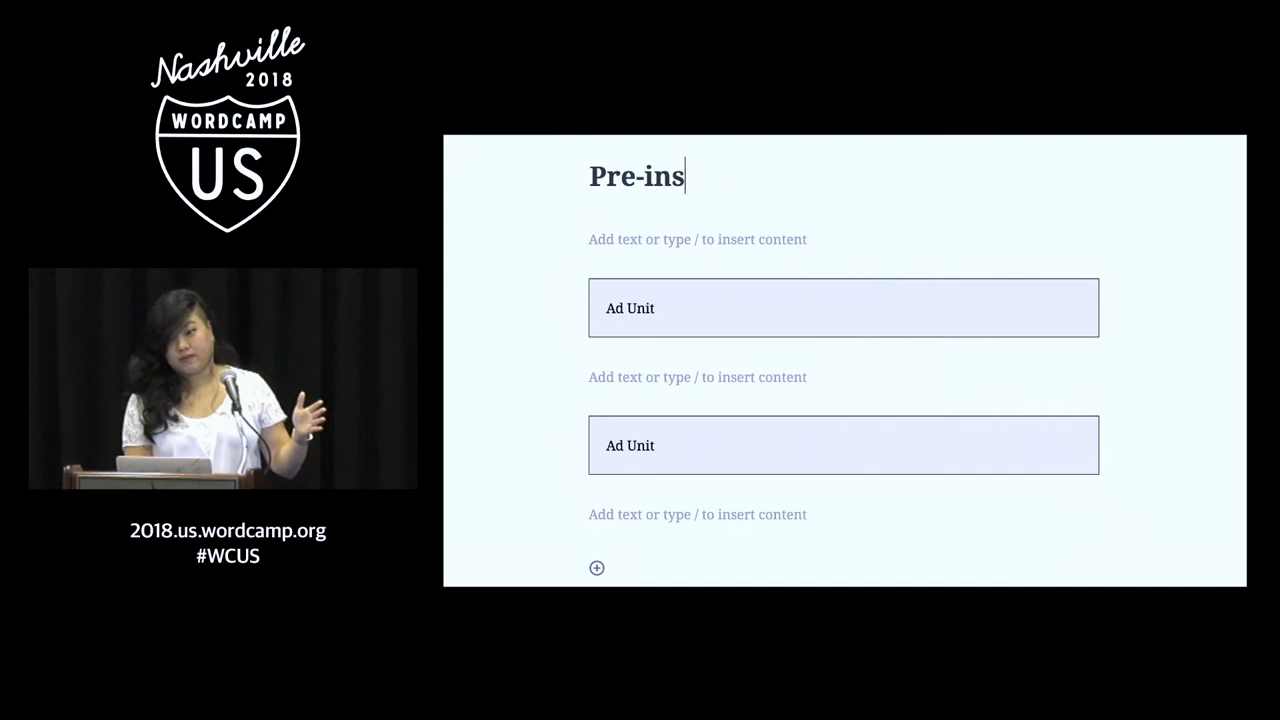 Nashville
2018
WORDCAMP
US
2018.us.wordcamp.org
#WCUS
Pre-ins
Add text or type / to insert content
Ad Unit
Add text or type / to insert content
Ad Unit
Add text or type / to insert content